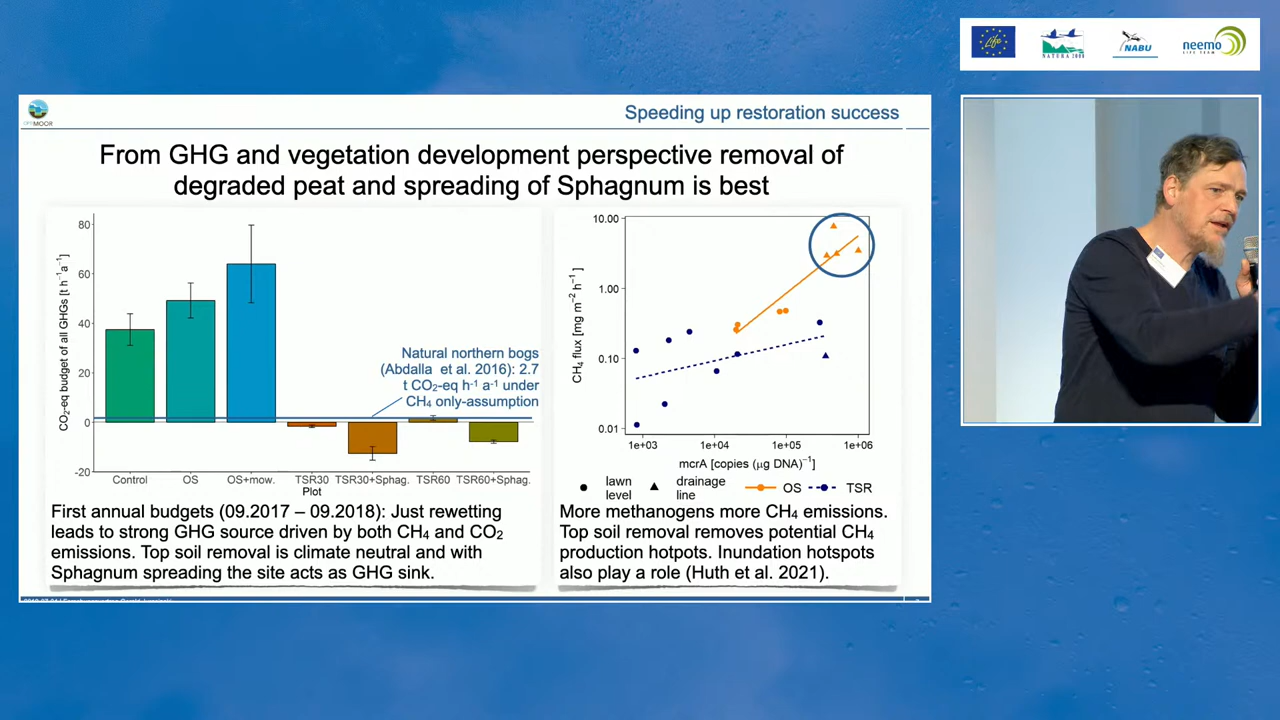 Life
NATURA 2000
NABU
neemo
LIFE TEAM
MOOR
Speeding up restoration success
From GHG and vegetation development perspective removal of
degraded peat and spreading of Sphagnum is best
CO₂-eq budget of all GHGs [t h⁻¹a⁻¹]
80
60
40
20
0
-20
Natural northern bogs
(Abdalla et al. 2016): 2.7
t CO₂-eq h⁻¹ a⁻¹ under
CH₄ only-assumption
Control OS OS+mow. TSR30 TSR30+Sphag. TSR60 TSR60+Sphag.
Plot
First annual budgets (09.2017 – 09.2018): Just rewetting
leads to strong GHG source driven by both CH₄ and CO₂
emissions. Top soil removal is climate neutral and with
Sphagnum spreading the site acts as GHG sink.
CH₄ flux [mg m⁻² h⁻¹]
10.00
1.00
0.10
0.01
1e+03 1e+04 1e+05 1e+06
mcrA [copies (μg DNA)⁻¹]
lawn level
drainage line
OS
TSR
More methanogens more CH₄ emissions.
Top soil removal removes potential CH₄
production hotpots. Inundation hotspots
also play a role (Huth et al. 2021).